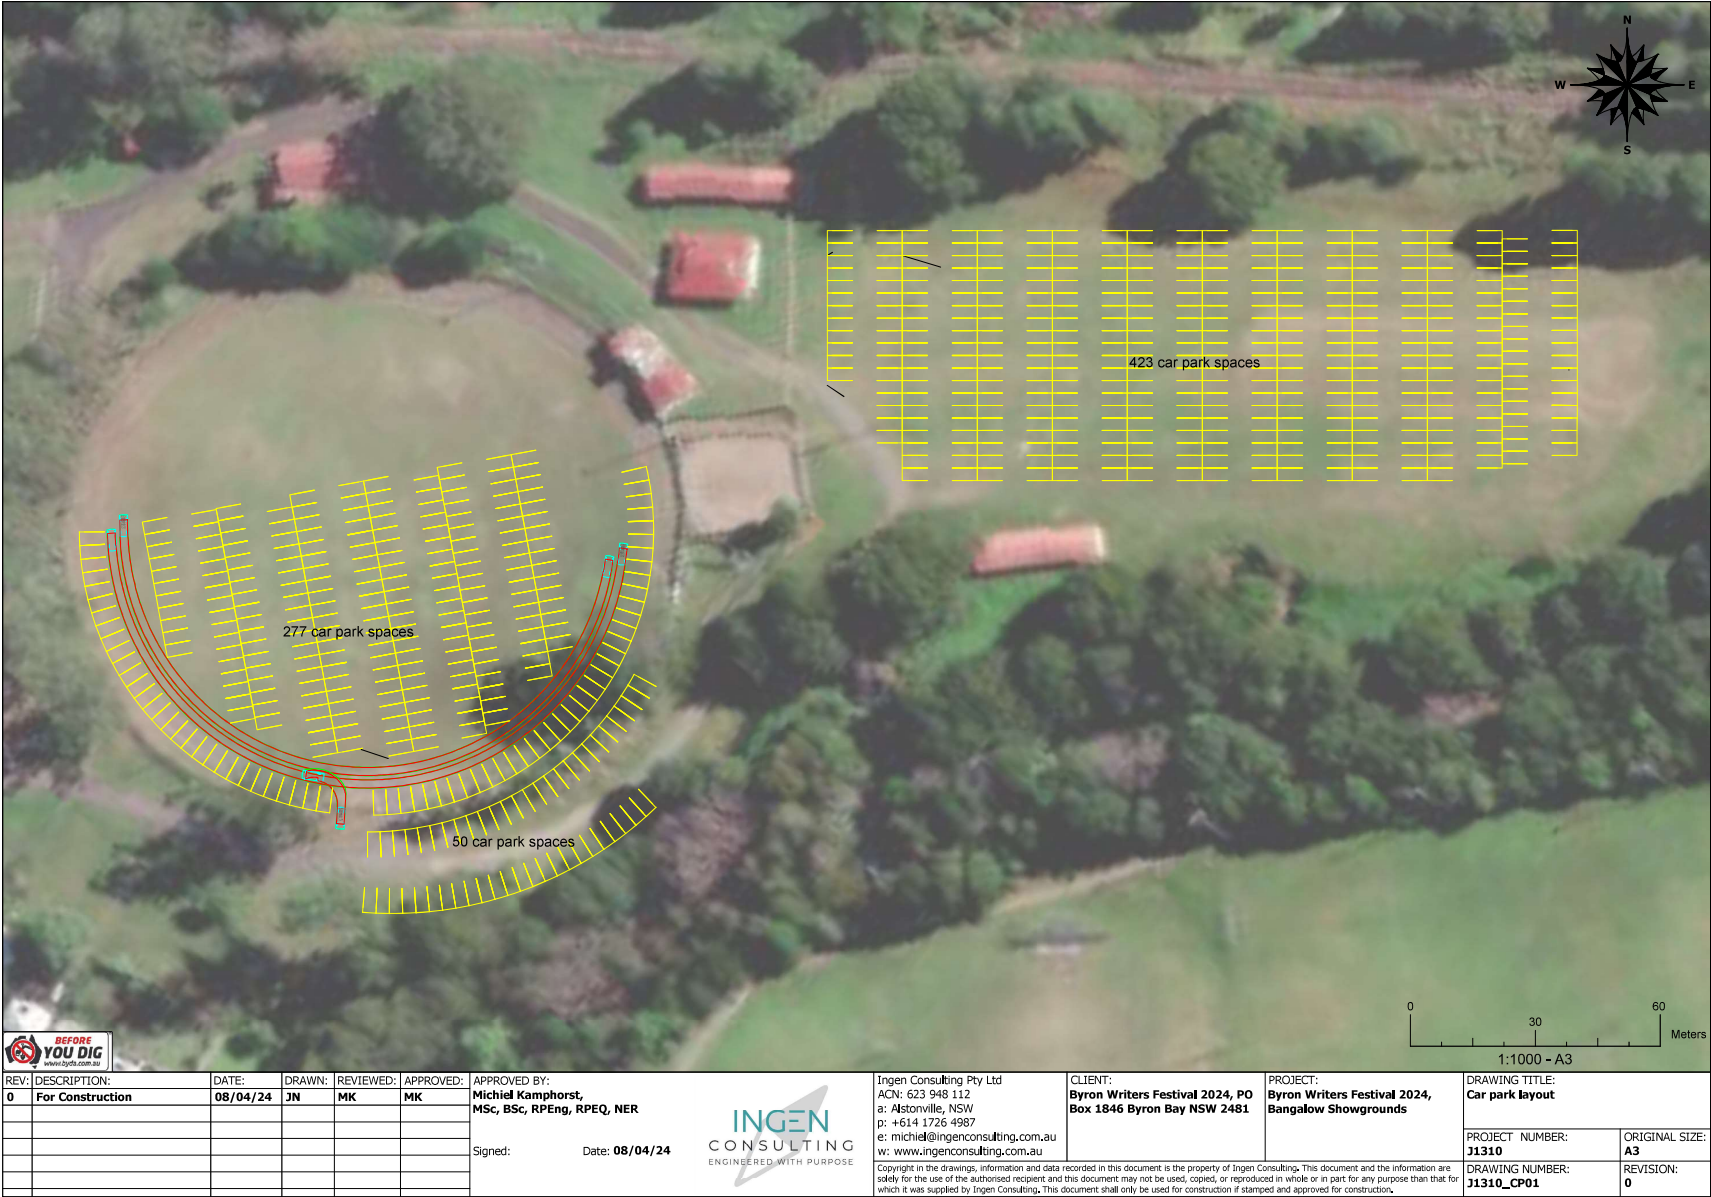 N
W E
S
423 car park spaces
277 car park spaces
50 car park spaces
0 30 60
Meters
1:1000 - A3
BEFORE
YOU DIG
www.byda.com.au
REV: DESCRIPTION: DATE: DRAWN: REVIEWED: APPROVED:
0 For Construction 08/04/24 JN MK MK
APPROVED BY:
Michiel Kamphorst,
MSc, BSc, RPEng, RPEQ, NER
Signed: Date: 08/04/24
INGEN
CONSULTING
ENGINEERED WITH PURPOSE
Ingen Consulting Pty Ltd
ACN: 623 948 112
a: Alstonville, NSW
p: +614 1726 4987
e: michiel@ingenconsulting.com.au
w: www.ingenconsulting.com.au
CLIENT:
Byron Writers Festival 2024, PO
Box 1846 Byron Bay NSW 2481
PROJECT:
Byron Writers Festival 2024,
Bangalow Showgrounds
Copyright in the drawings, information and data recorded in this document is the property of Ingen Consulting. This document and the information are
solely for the use of the authorised recipient and this document may not be used, copied, or reproduced in whole or in part for any purpose than that for
which it was supplied by Ingen Consulting. This document shall only be used for construction if stamped and approved for construction.
DRAWING TITLE:
Car park layout
PROJECT NUMBER:
J1310
ORIGINAL SIZE:
A3
DRAWING NUMBER:
J1310_CP01
REVISION:
0